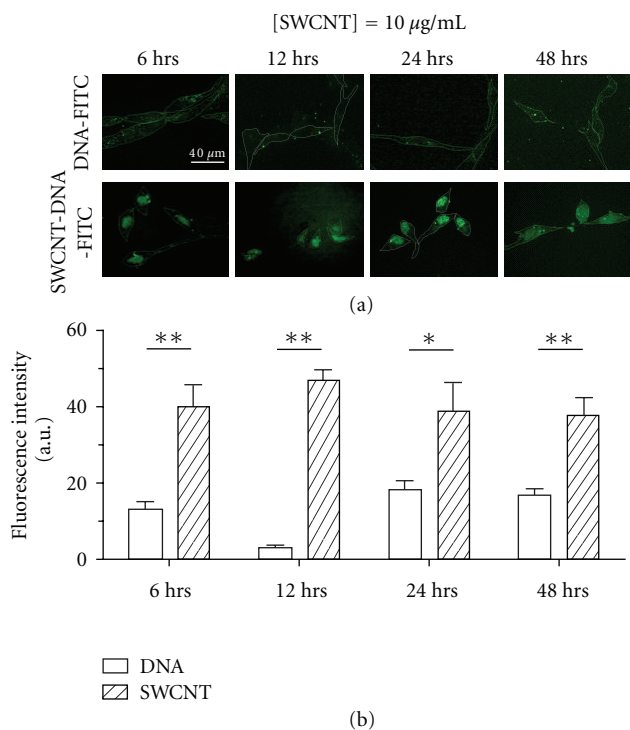 [SWCNT] = 10 µg/mL
6 hrs 12 hrs 24 hrs 48 hrs
DNA-FITC
40 µm
SWCNT-DNA
-FITC
(a)
60
40
20
0
Fluorescence intensity
(a.u.)
** ** * **
6 hrs 12 hrs 24 hrs 48 hrs
DNA
SWCNT
(b)